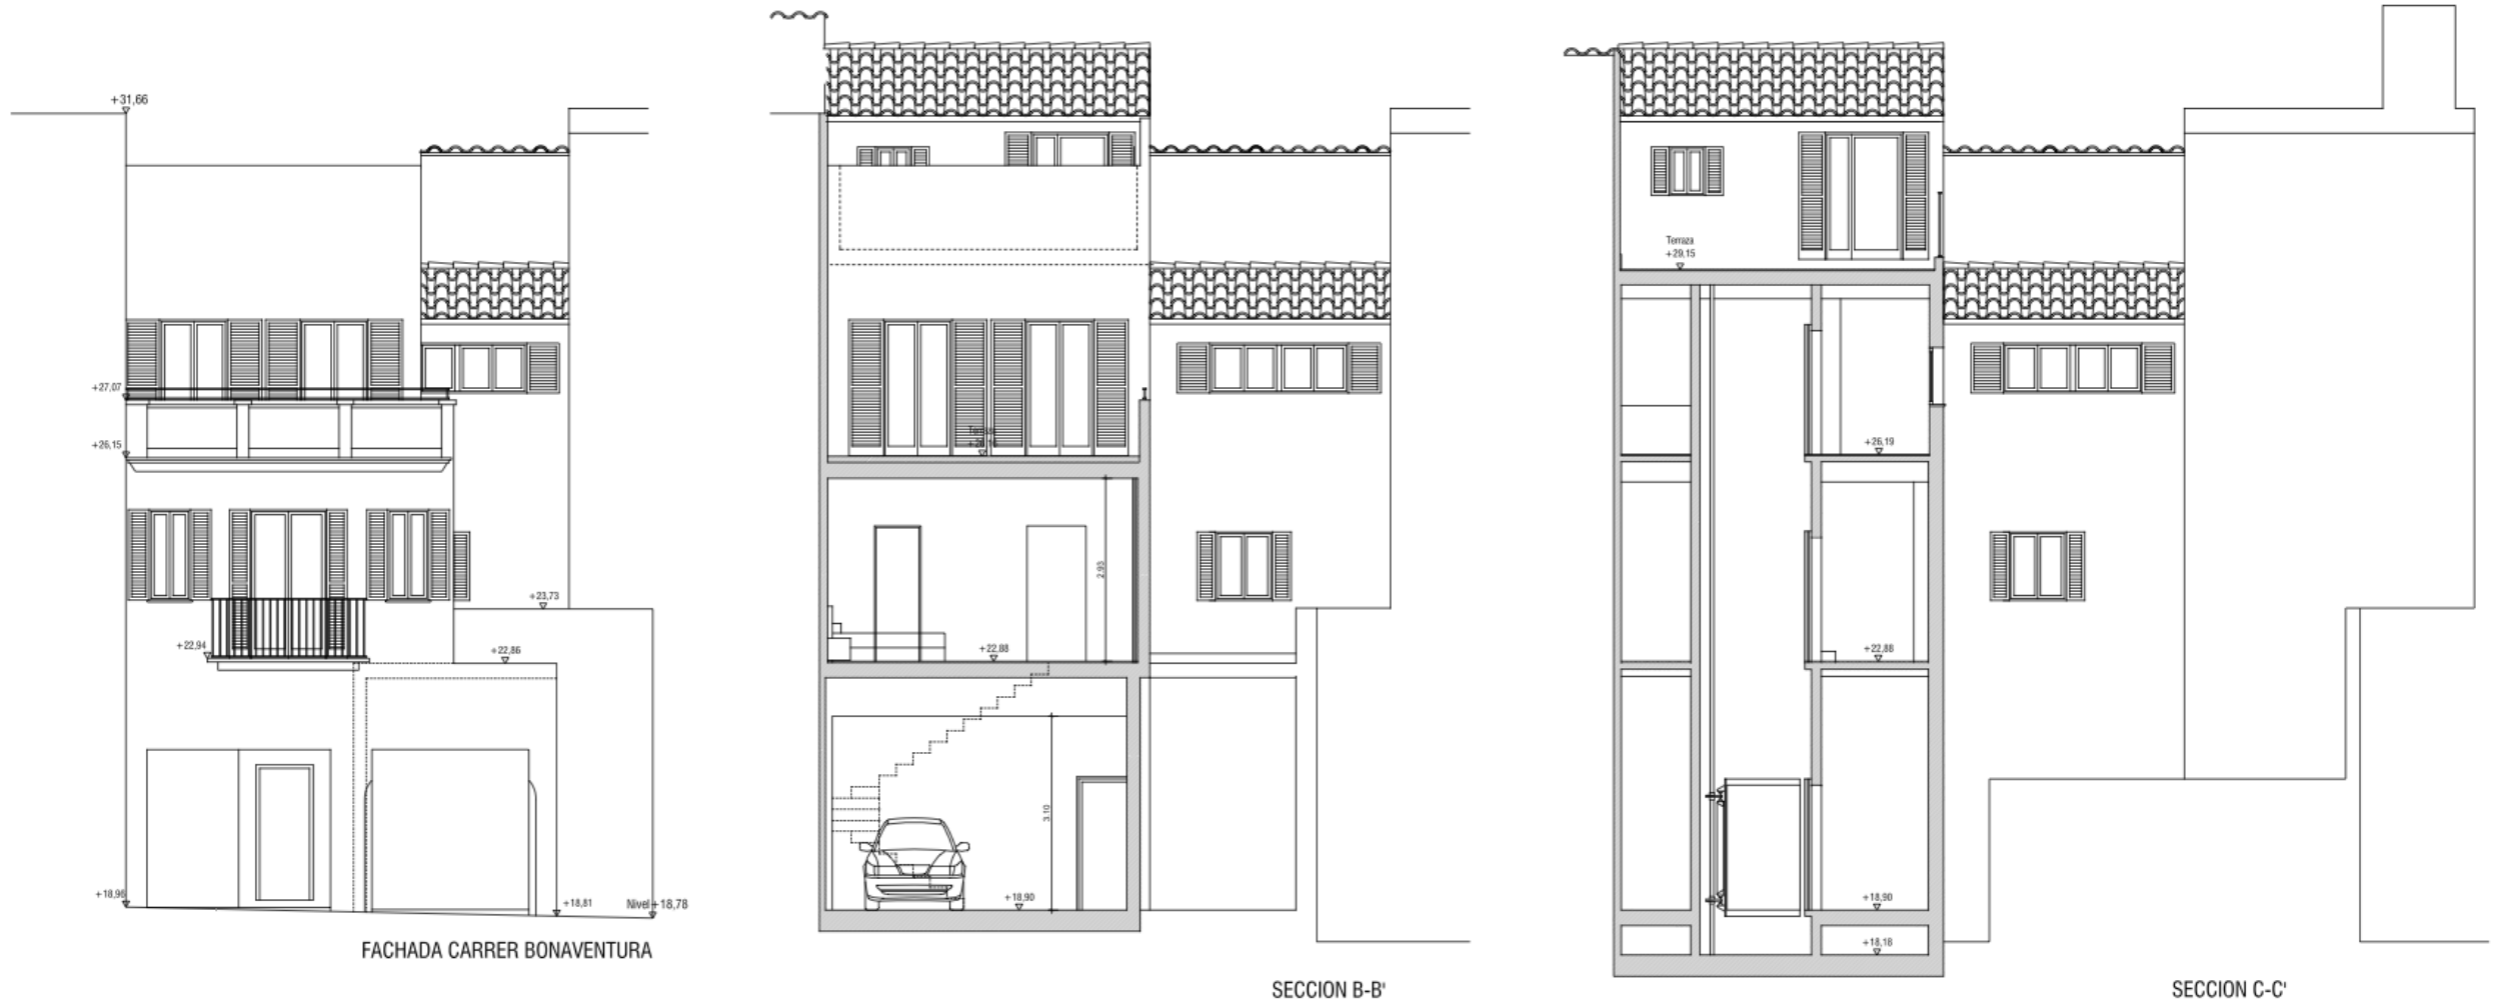 +31,66
+27,07
+26,15
+23,73
+22,94
+22,86
+18,96
+18,81
Nivel +18,78
FACHADA CARRER BONAVENTURA
Terraza
2.93
+22,88
3.10
+18,90
SECCION B-B'
Terraza
+29,15
+26,19
+22,88
+18,90
+18,18
SECCION C-C'